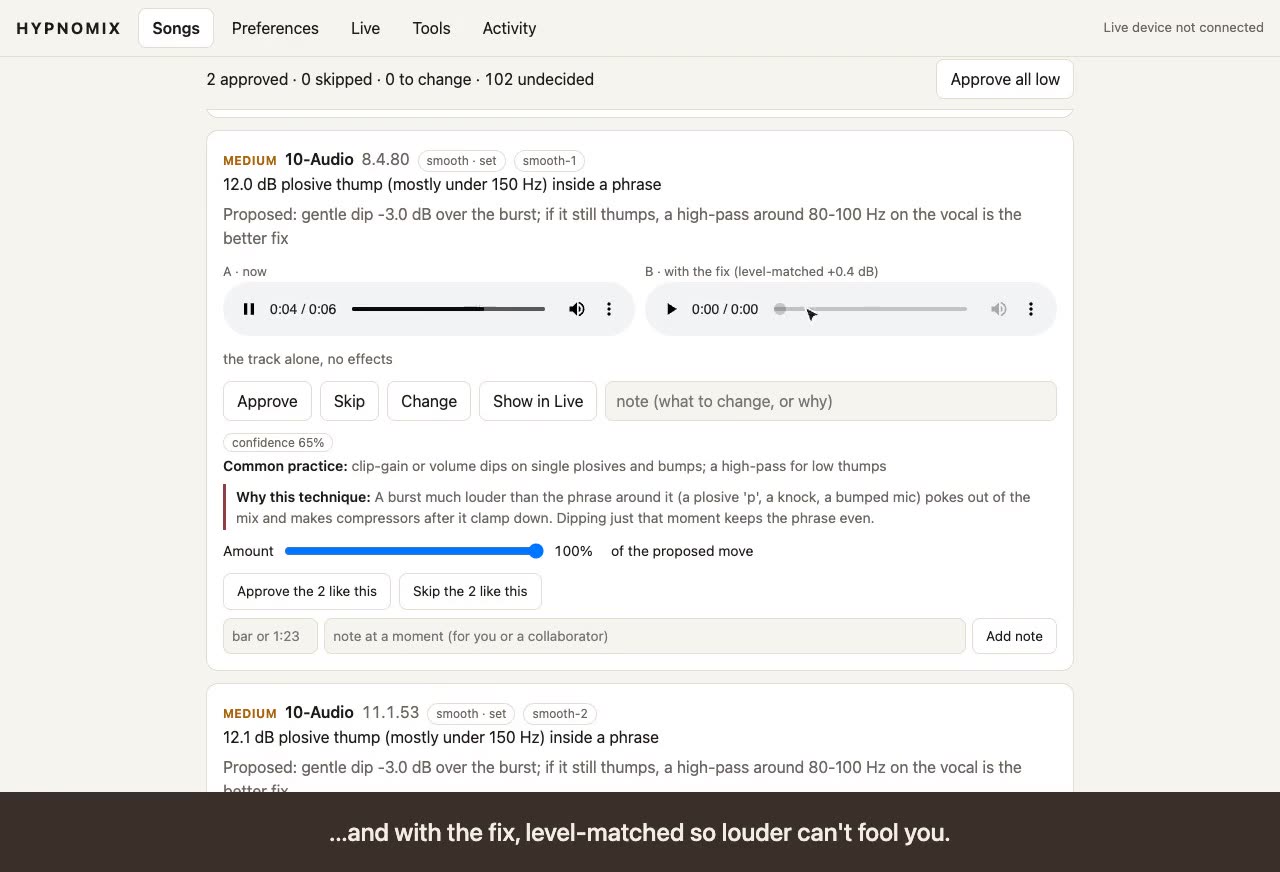 HYPNOMIX Songs Preferences Live Tools Activity Live device not connected
2 approved · 0 skipped · 0 to change · 102 undecided Approve all low
MEDIUM 10-Audio 8.4.80 smooth · set smooth-1
12.0 dB plosive thump (mostly under 150 Hz) inside a phrase
Proposed: gentle dip -3.0 dB over the burst; if it still thumps, a high-pass around 80-100 Hz on the vocal is the
better fix
A · now B · with the fix (level-matched +0.4 dB)
0:04 / 0:06 0:00 / 0:00
the track alone, no effects
Approve Skip Change Show in Live note (what to change, or why)
confidence 65%
Common practice: clip-gain or volume dips on single plosives and bumps; a high-pass for low thumps
Why this technique: A burst much louder than the phrase around it (a plosive 'p', a knock, a bumped mic) pokes out of the
mix and makes compressors after it clamp down. Dipping just that moment keeps the phrase even.
Amount 100% of the proposed move
Approve the 2 like this Skip the 2 like this
bar or 1:23 note at a moment (for you or a collaborator) Add note
MEDIUM 10-Audio 11.1.53 smooth · set smooth-2
12.1 dB plosive thump (mostly under 150 Hz) inside a phrase
Proposed: gentle dip -3.0 dB over the burst; if it still thumps, a high-pass around 80-100 Hz on the vocal is the
better fix
...and with the fix, level-matched so louder can't fool you.